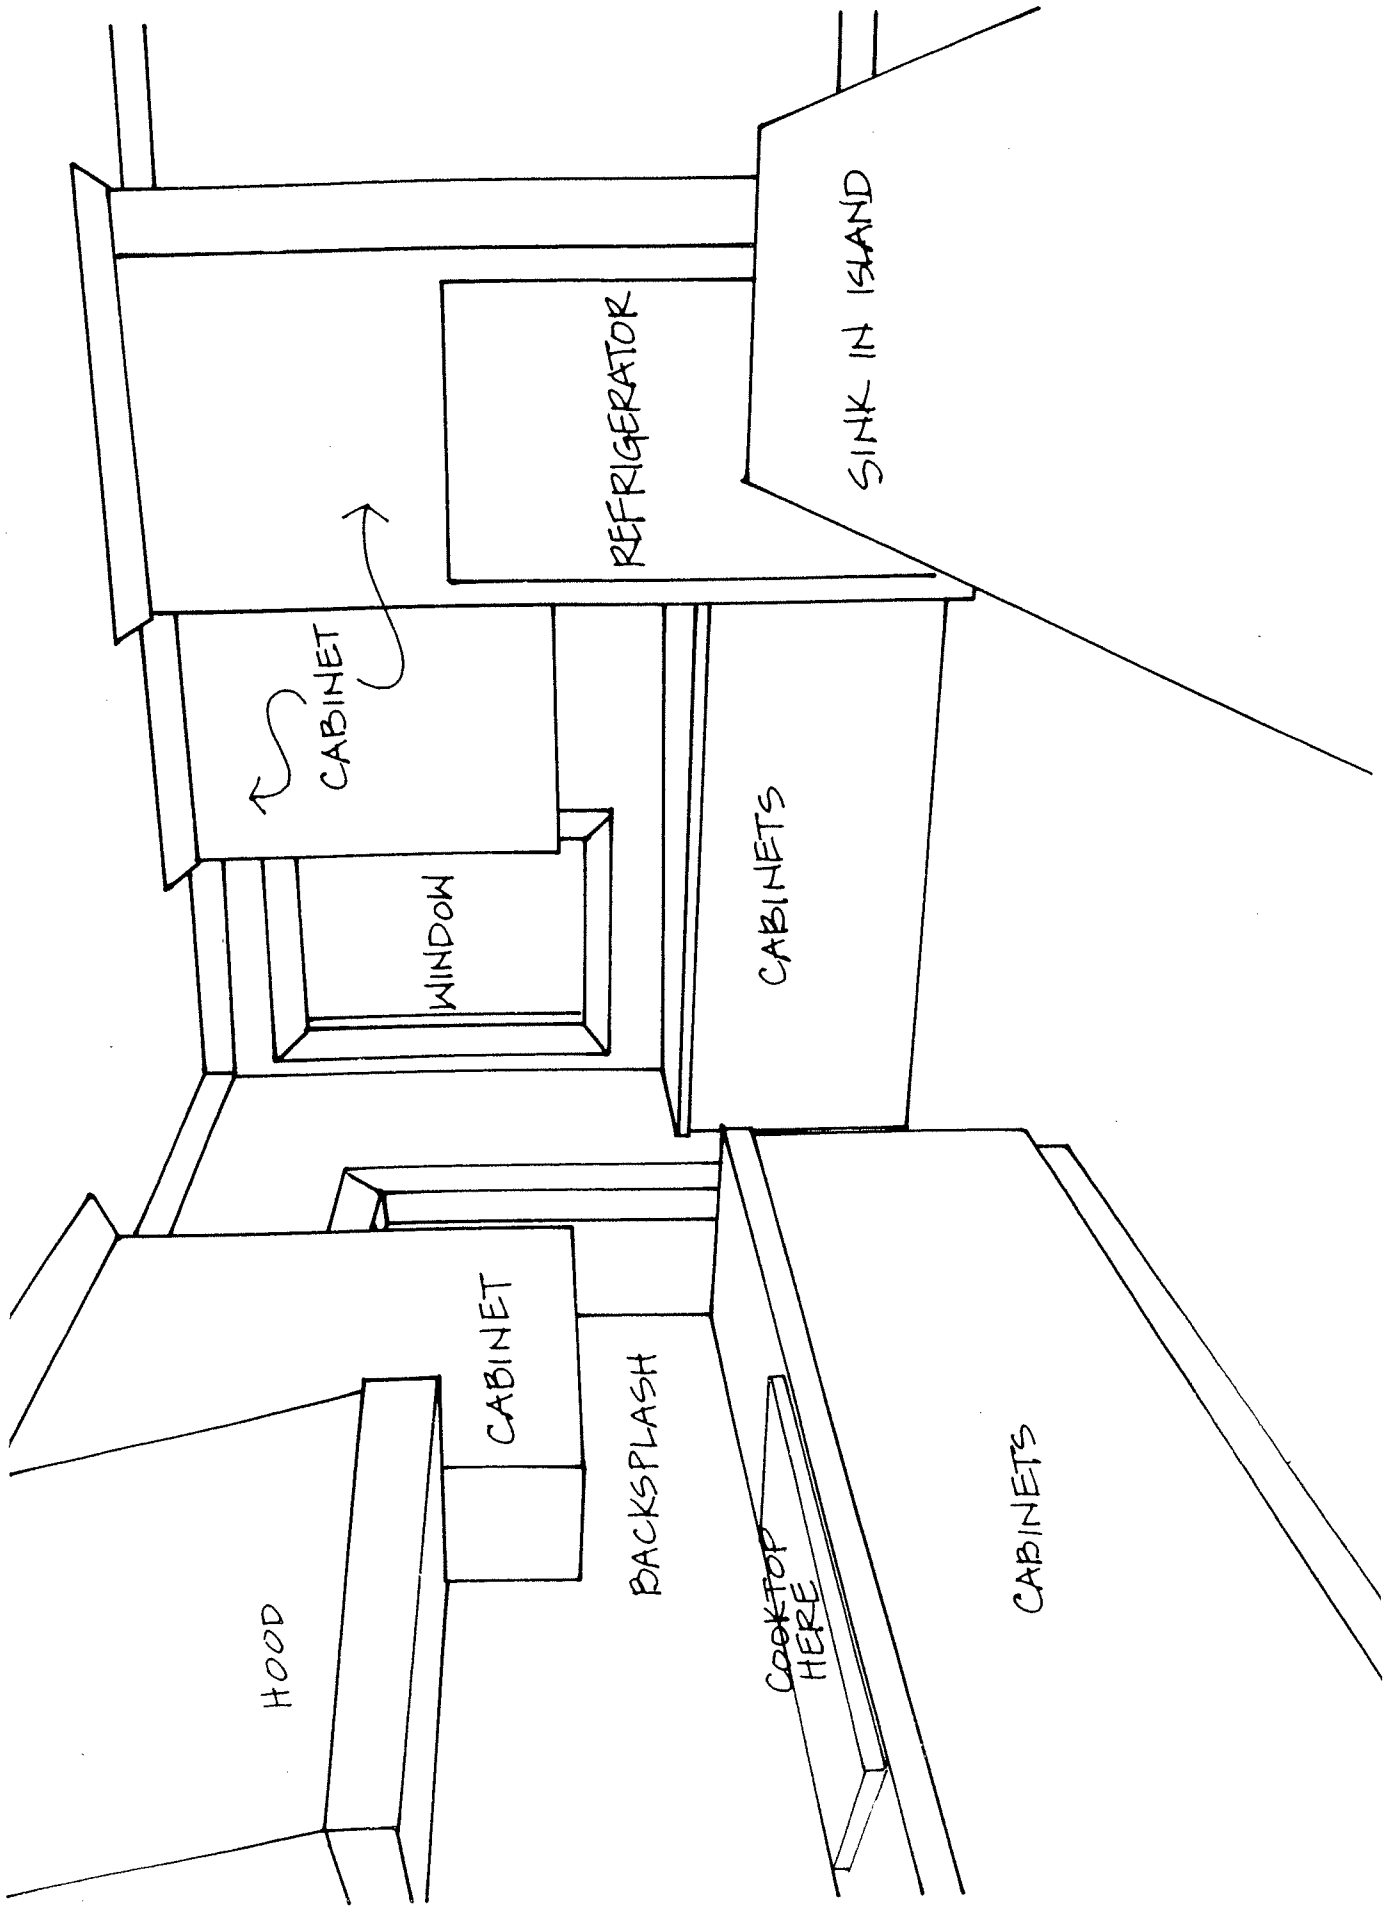 HOOD
CABINET
BACKSPLASH
COOKTOP
HERE
CABINETS
WINDOW
CABINET
CABINETS
REFRIGERATOR
SINK IN ISLAND